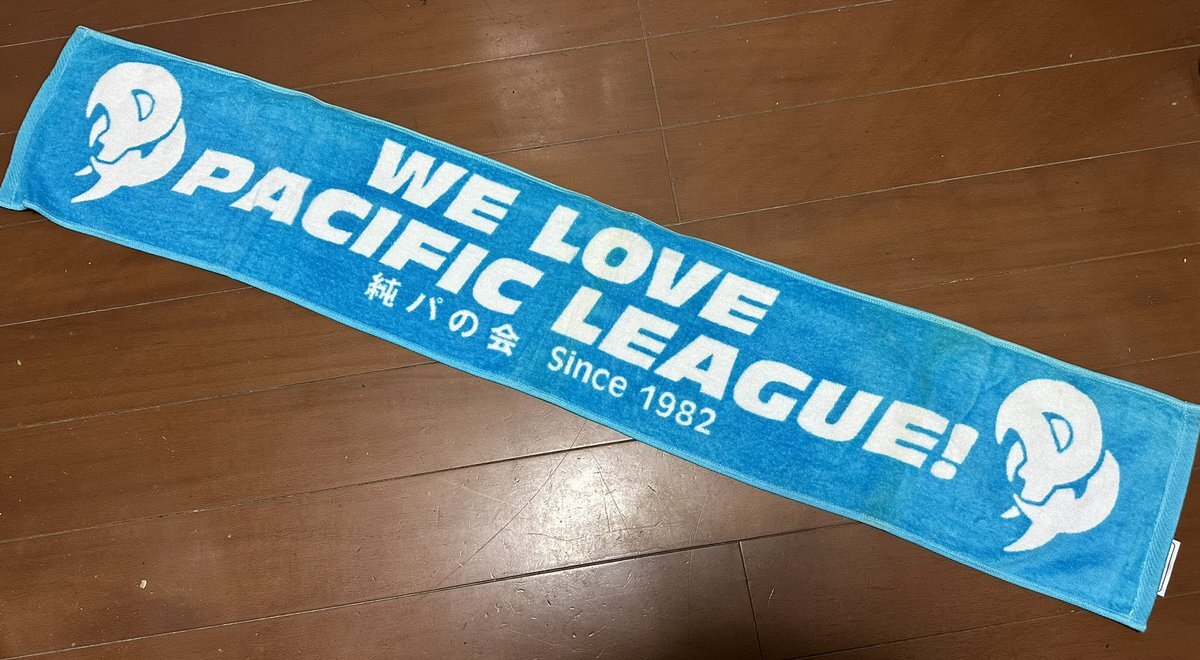 WE LOVE
PACIFIC LEAGUE!
純パの会 Since 1982